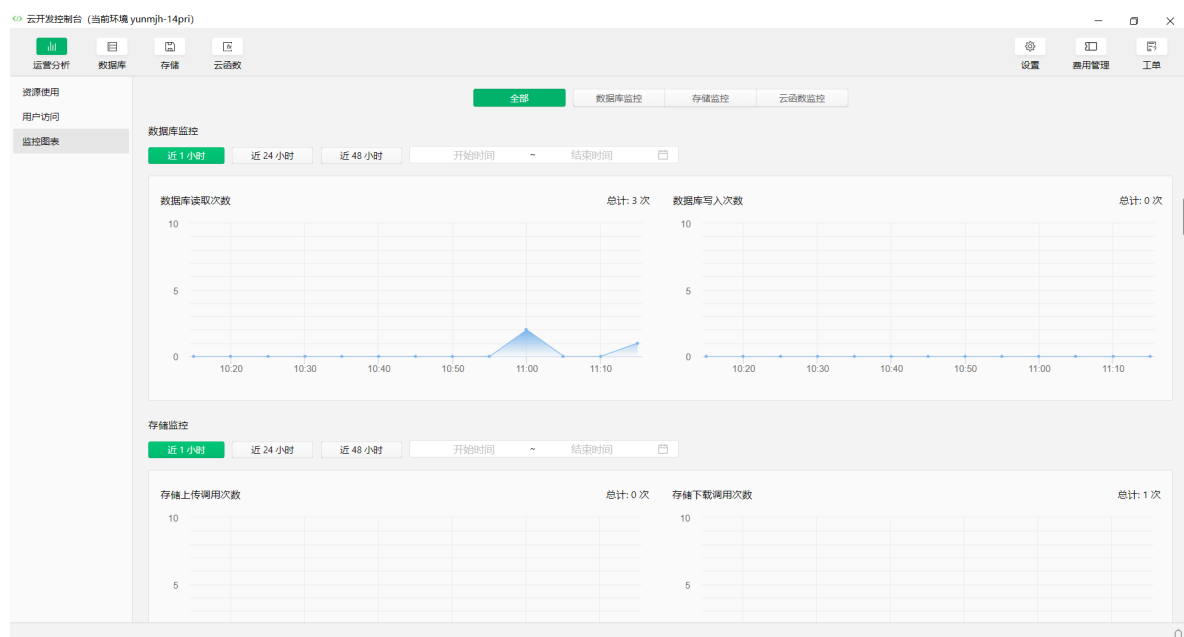 云开发控制台 (当前环境 yunmjh-14pri)
运营分析 数据库 存储 云函数 设置 费用管理 工单
资源使用
用户访问
监控图表
全部 数据库监控 存储监控 云函数监控
数据库监控
近 1 小时 近 24 小时 近 48 小时 开始时间 ~ 结束时间
数据库读取次数 总计: 3 次
10
5
0
10:20 10:30 10:40 10:50 11:00 11:10
数据库写入次数 总计: 0 次
10
5
0
10:20 10:30 10:40 10:50 11:00 11:10
存储监控
近 1 小时 近 24 小时 近 48 小时 开始时间 ~ 结束时间
存储上传调用次数 总计: 0 次
10
5
存储下载调用次数 总计: 1 次
10
5